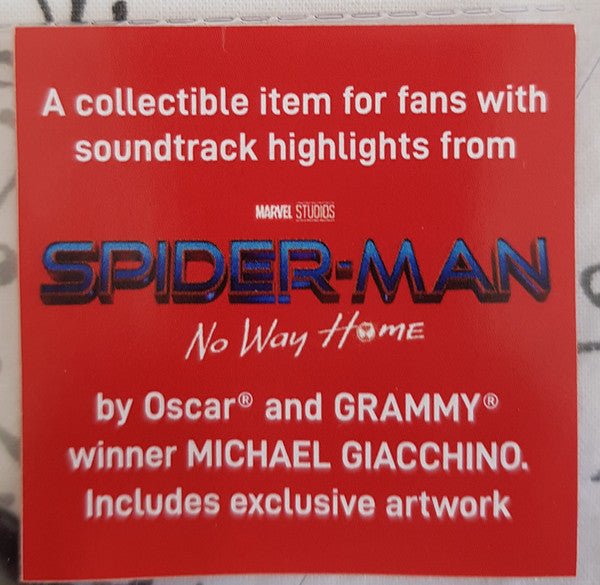 A collectible item for fans with
soundtrack highlights from
MARVEL STUDIOS
SPIDER-MAN
No Way Home
by Oscar® and GRAMMY®
winner MICHAEL GIACCHINO.
Includes exclusive artwork